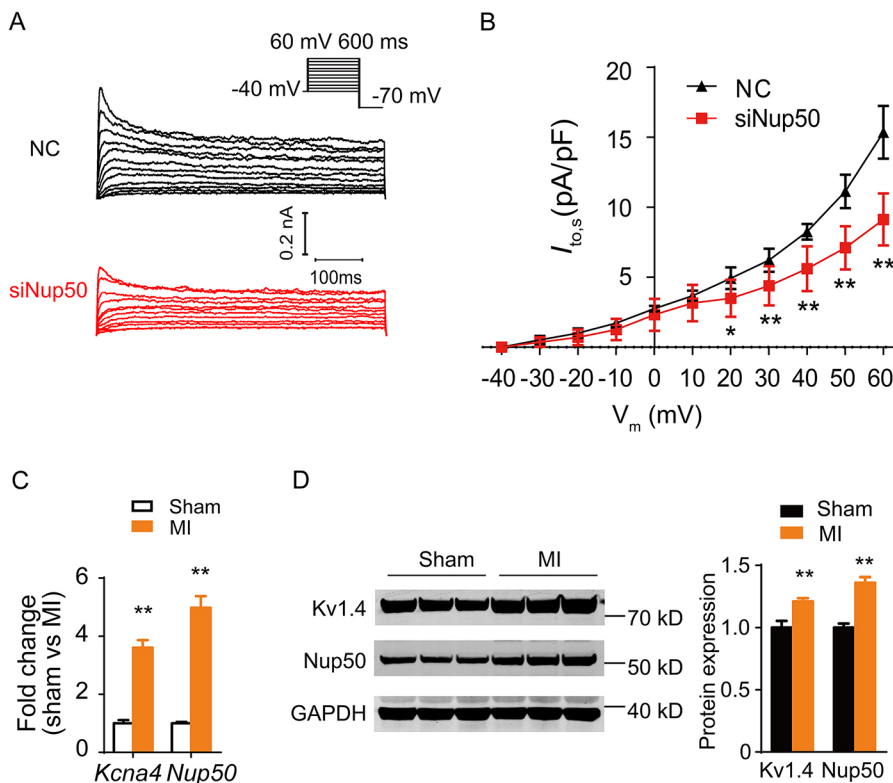 A
60 mV 600 ms
-40 mV
-70 mV
NC
0.2 nA
100ms
siNup50
B
20
15
10
5
I to,s (pA/pF)
NC
siNup50
* ** ** ** **
-40 -30 -20 -10 0 10 20 30 40 50 60
Vm (mV)
C
Sham
MI
Fold change
(sham vs MI)
6
4
2
0
** **
Kcna4 Nup50
D
Sham MI
Kv1.4
70 kD
Nup50
50 kD
GAPDH
40 kD
Sham
MI
Protein expression
1.5
1.0
0.5
0
** **
Kv1.4 Nup50